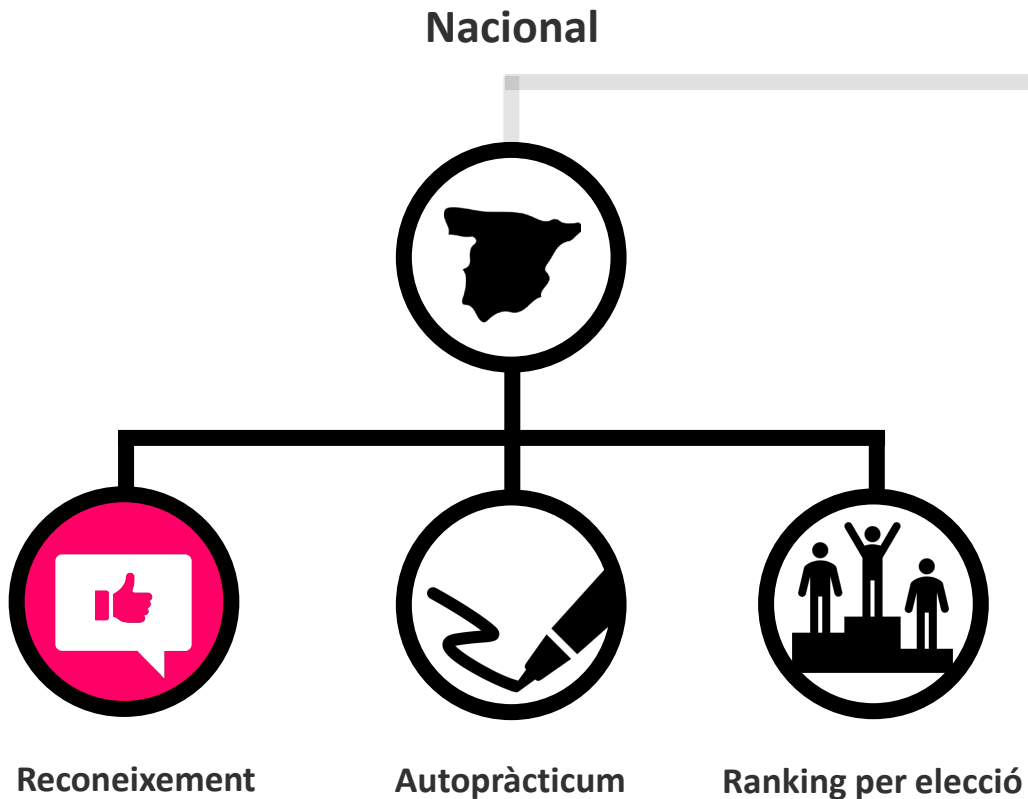 Nacional
Reconeixement
Autopràcticum
Ranking per elecció